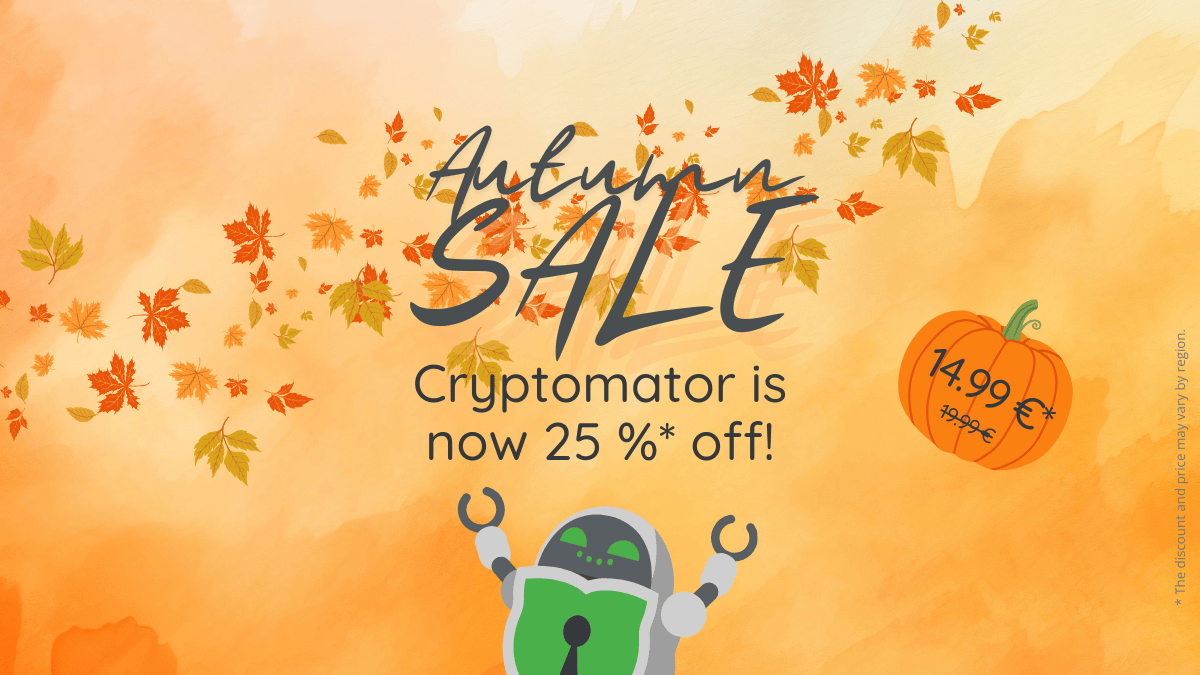 Autumn
SALE
Cryptomator is
now 25 %* off!
14.99 €*
19.99 €
* The discount and price may vary by region.